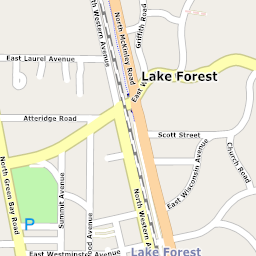 North Western Avenue
North McKinley Road
Griffith Road
East Laurel Avenue
Lake Forest
East
Atteridge Road
Scott Street
Church Road
East Wisconsin Avenue
North Green Bay Road
Summit Avenue
P
North Western
East Westminster Avenue
Lake Forest